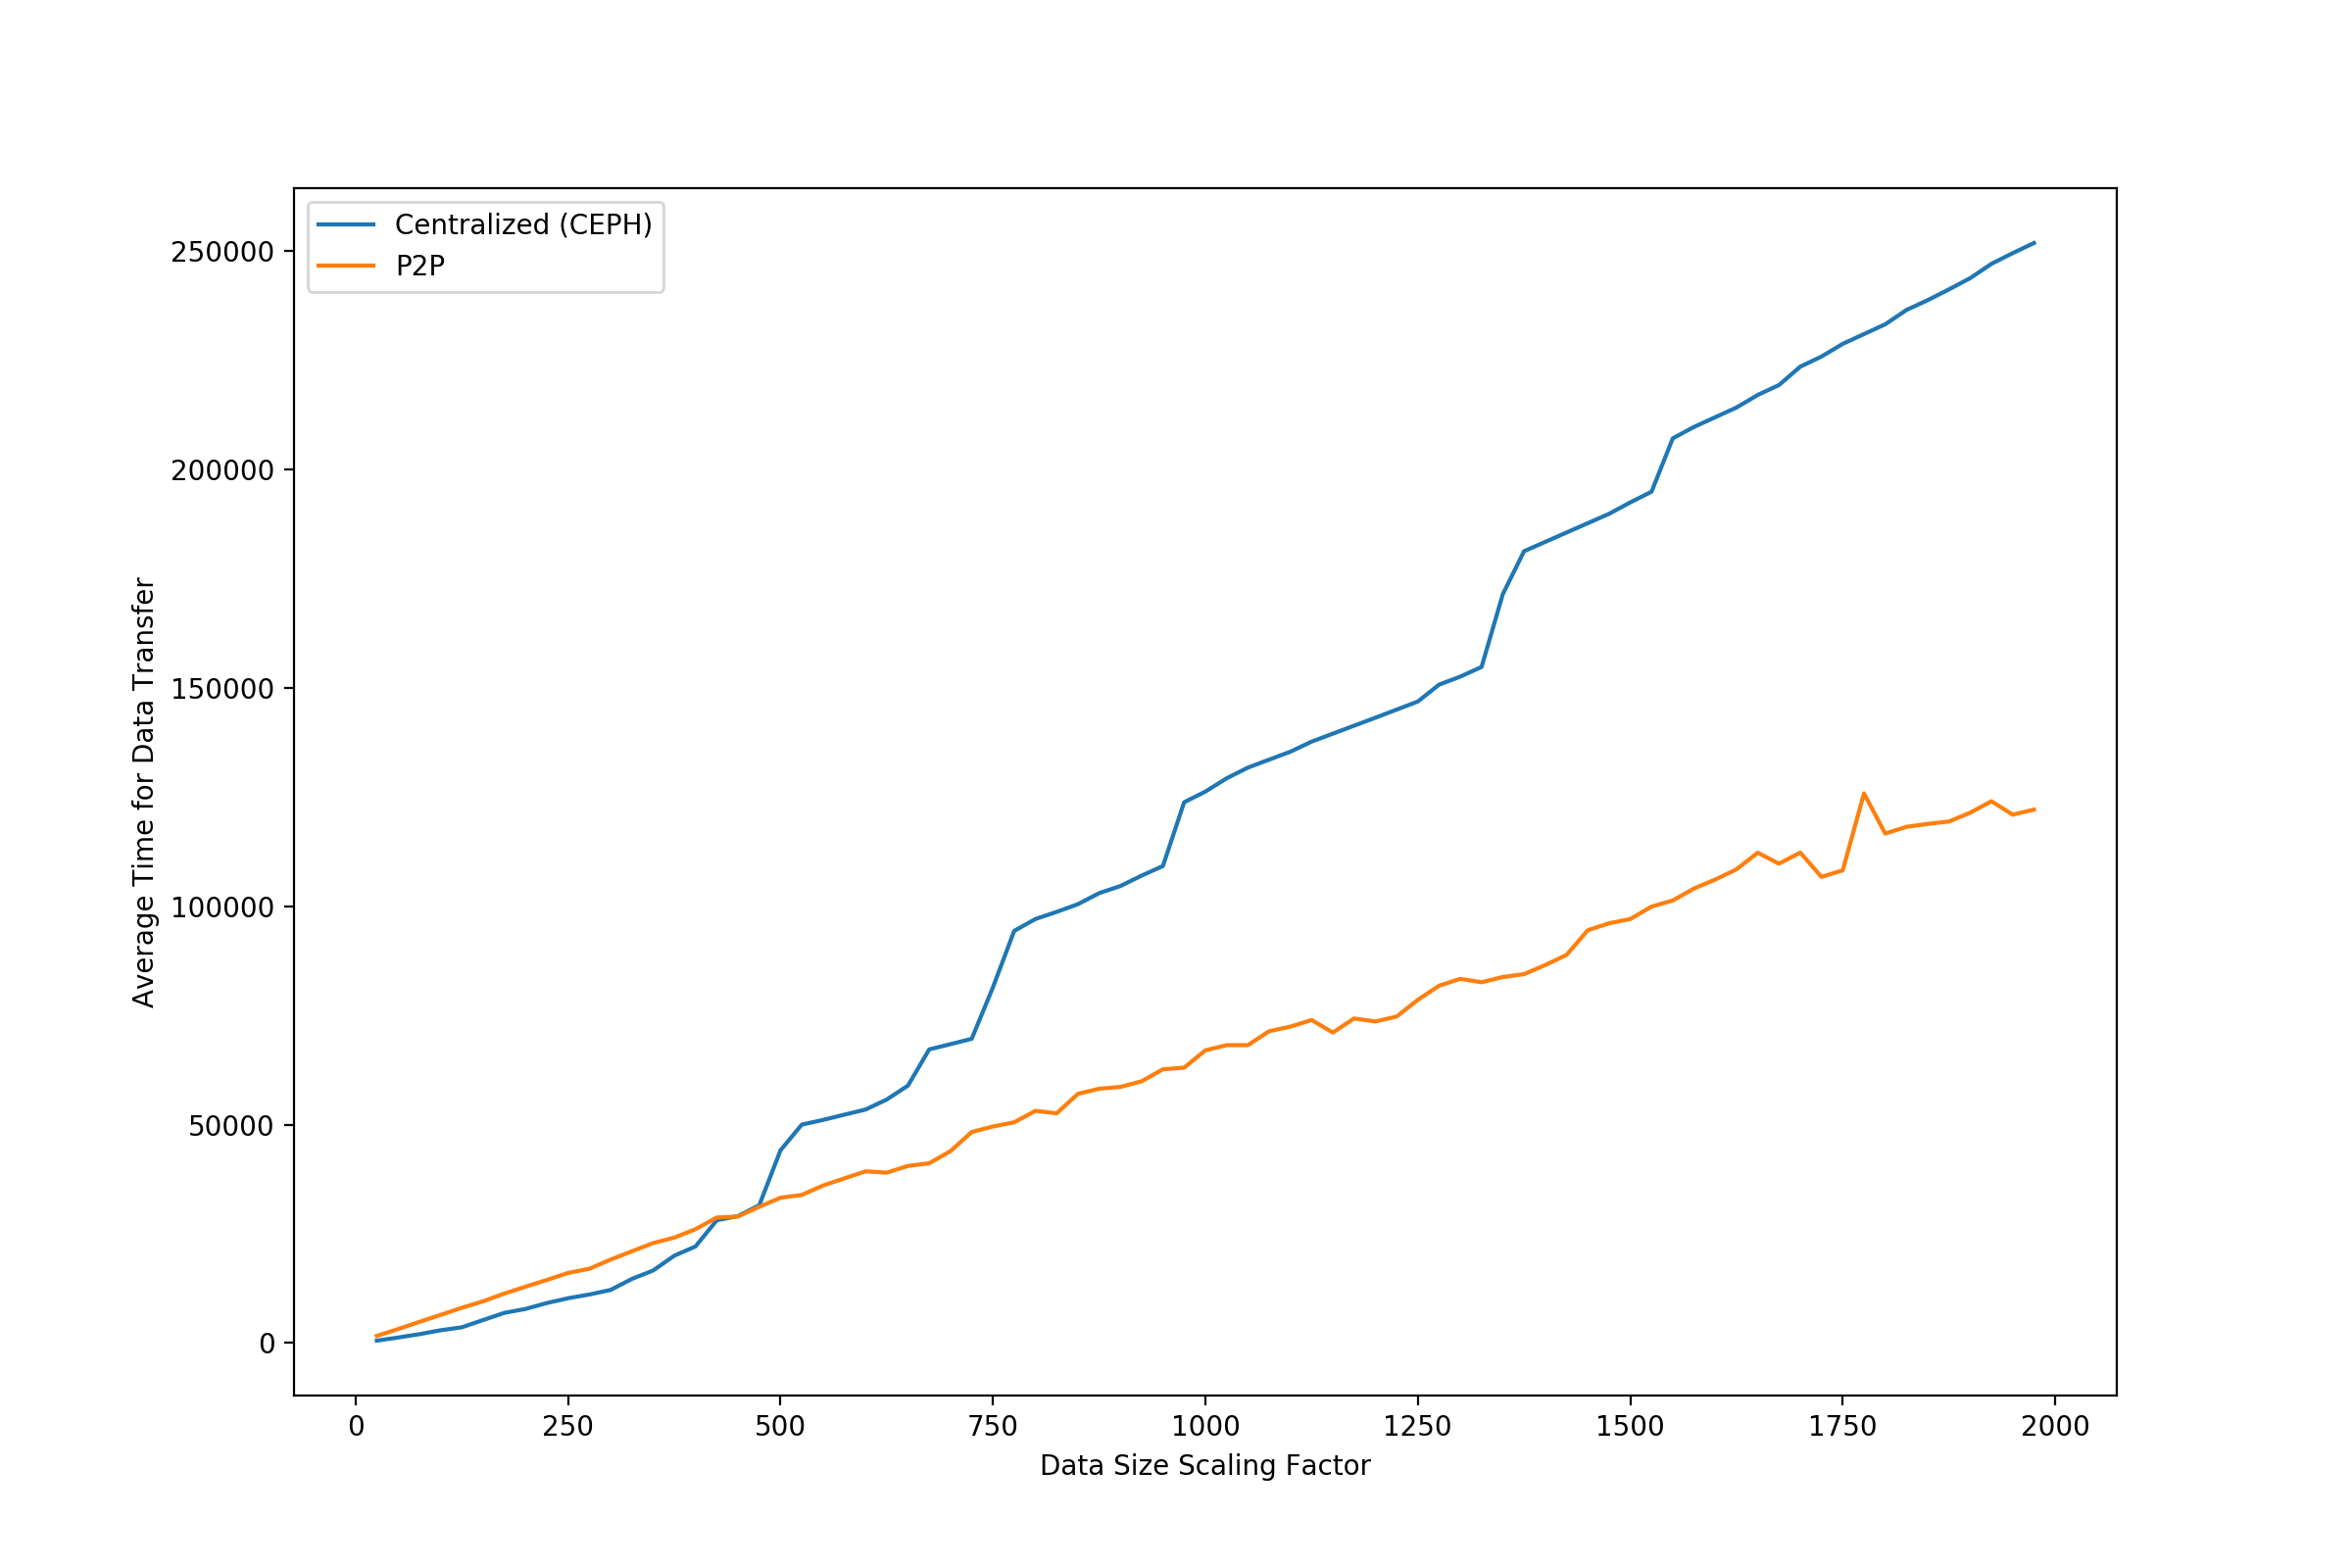 Centralized (CEPH)
P2P
250000
200000
150000
100000
50000
0
Average Time for Data Transfer
0 250 500 750 1000 1250 1500 1750 2000
Data Size Scaling Factor